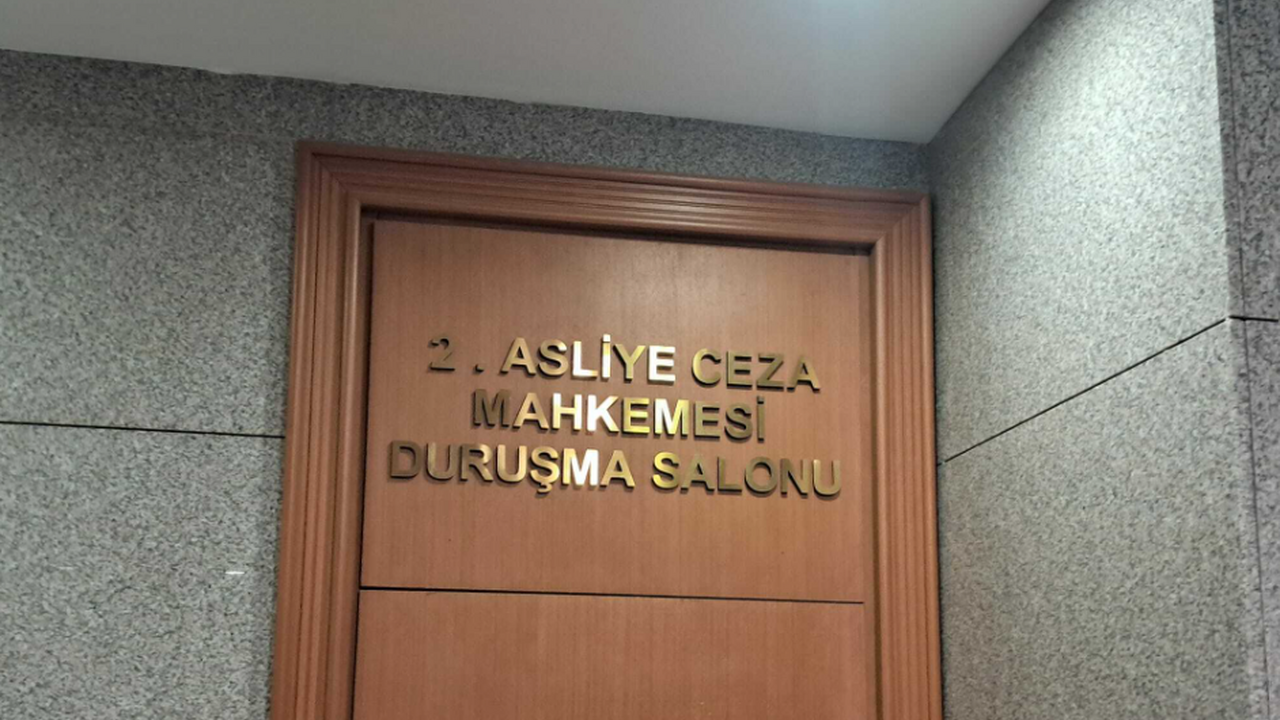 2 . ASLİYE CEZA
MAHKEMESİ
DURUŞMA SALONU